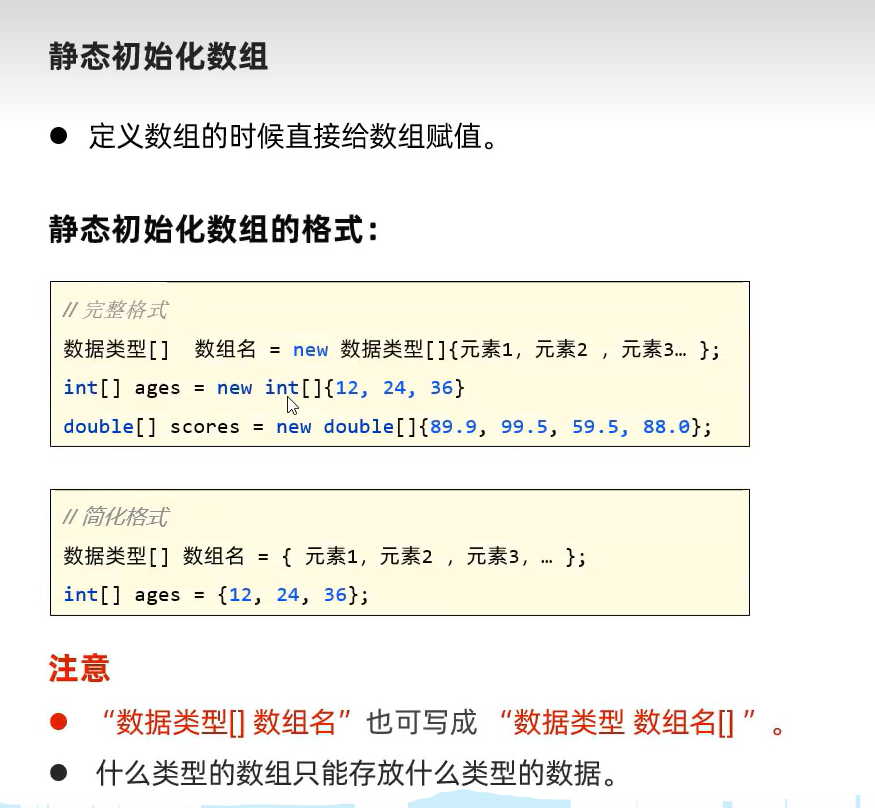 静态初始化数组
● 定义数组的时候直接给数组赋值。
静态初始化数组的格式：
// 完整格式
数据类型[]  数组名 = new 数据类型[]{元素1，元素2 ，元素3… };
int[] ages = new int[]{12, 24, 36}
double[] scores = new double[]{89.9, 99.5, 59.5, 88.0};
// 简化格式
数据类型[] 数组名 = { 元素1，元素2 ，元素3，… };
int[] ages = {12, 24, 36};
注意
● “数据类型[] 数组名”也可写成 “数据类型 数组名[] ”。
● 什么类型的数组只能存放什么类型的数据。